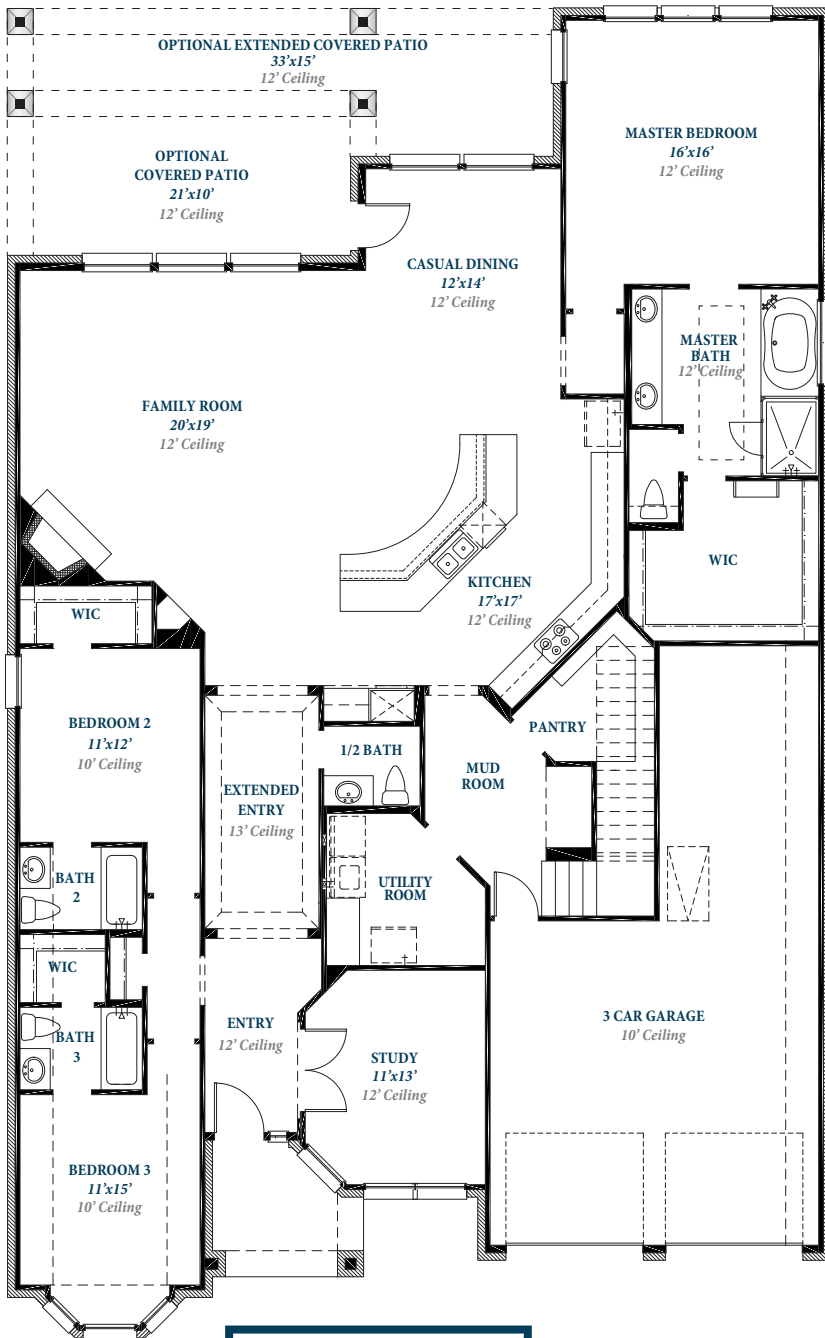 OPTIONAL EXTENDED COVERED PATIO
33'x15'
12' Ceiling
OPTIONAL
COVERED PATIO
21'x10'
12' Ceiling
MASTER BEDROOM
16'x16'
12' Ceiling
CASUAL DINING
12'x14'
12' Ceiling
MASTER
BATH
12' Ceiling
FAMILY ROOM
20'x19'
12' Ceiling
KITCHEN
17'x17'
12' Ceiling
WIC
WIC
BEDROOM 2
11'x12'
10' Ceiling
EXTENDED
ENTRY
13' Ceiling
1/2 BATH
MUD
ROOM
PANTRY
BATH
2
UTILITY
ROOM
WIC
BATH
3
ENTRY
12' Ceiling
STUDY
11'x13'
12' Ceiling
3 CAR GARAGE
10' Ceiling
BEDROOM 3
11'x15'
10' Ceiling